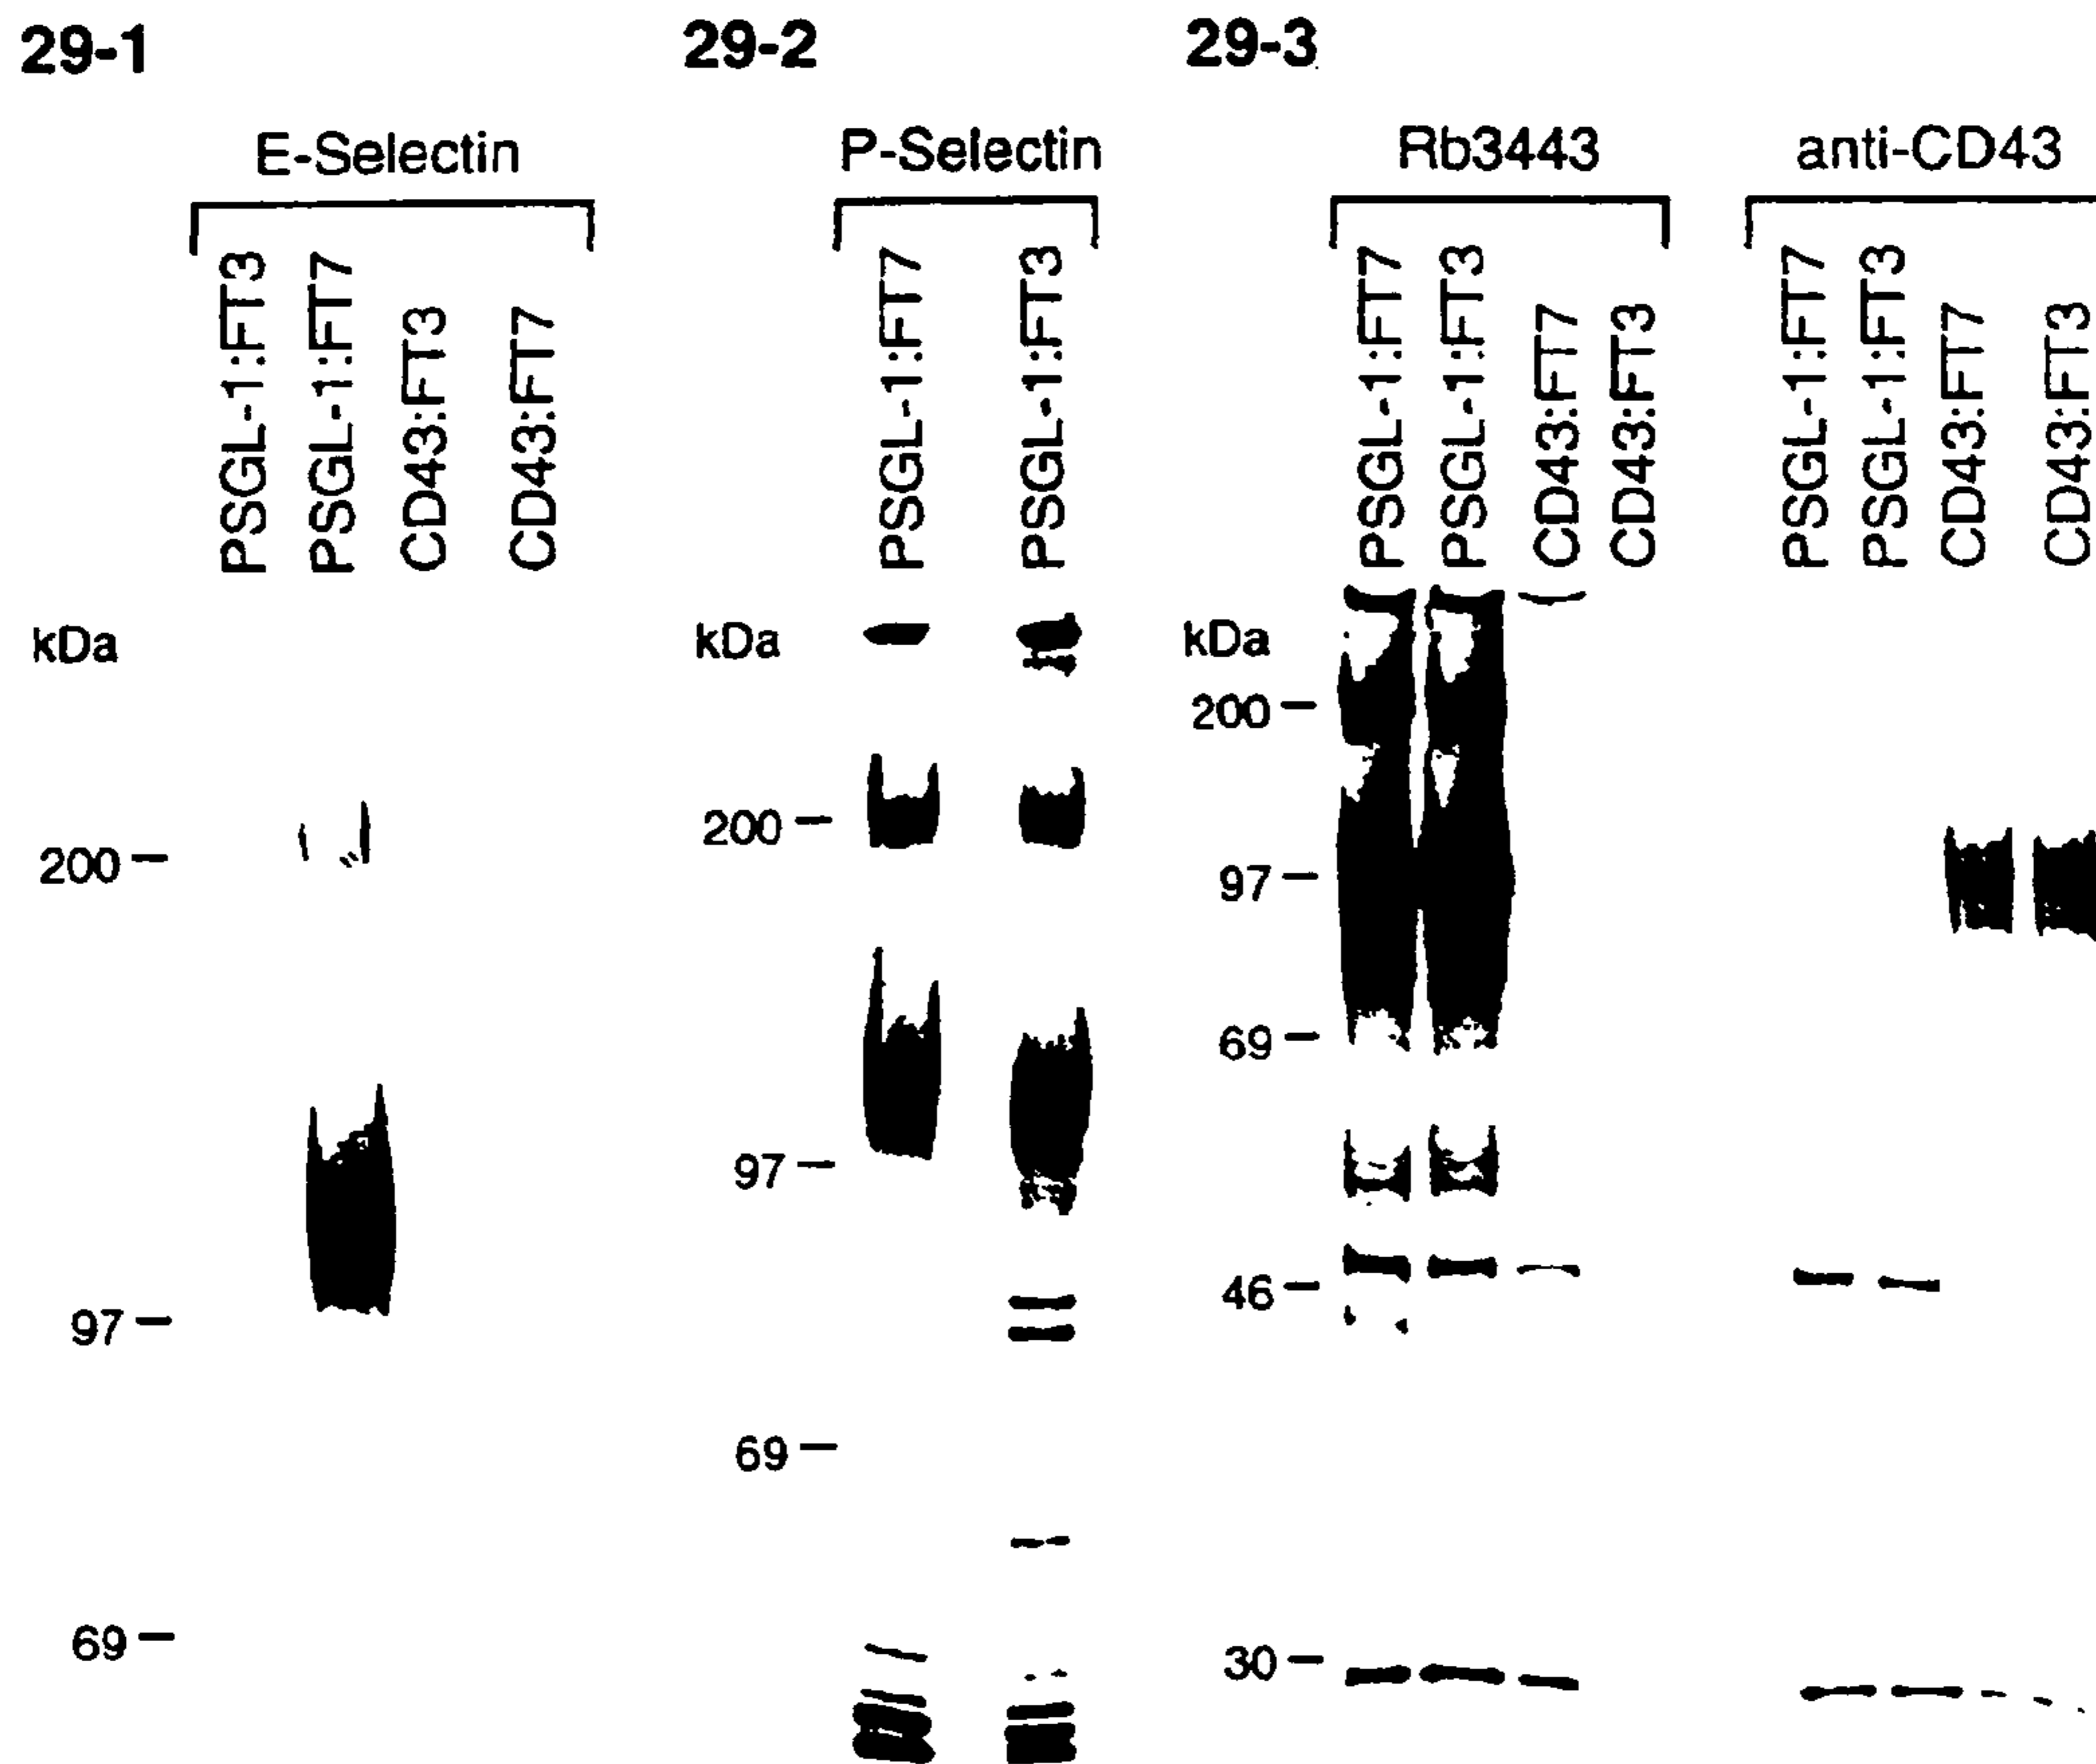 29-1
E-Selectin
PSGL-1:FT3
PSGL-1:FT7
CD43:FT3
CD43:FT7
kDa
200
97
69
29-2
P-Selectin
PSGL-1:FT7
PSGL-1:FT3
kDa
200
97
69
29-3
Rb3443
PSGL-1:FT7
PSGL-1:FT3
CD43:FT7
CD43:FT3
anti-CD43
PSGL-1:FT7
PSGL-1:FT3
CD43:FT7
CD43:FT3
kDa
200
97
69
46
30